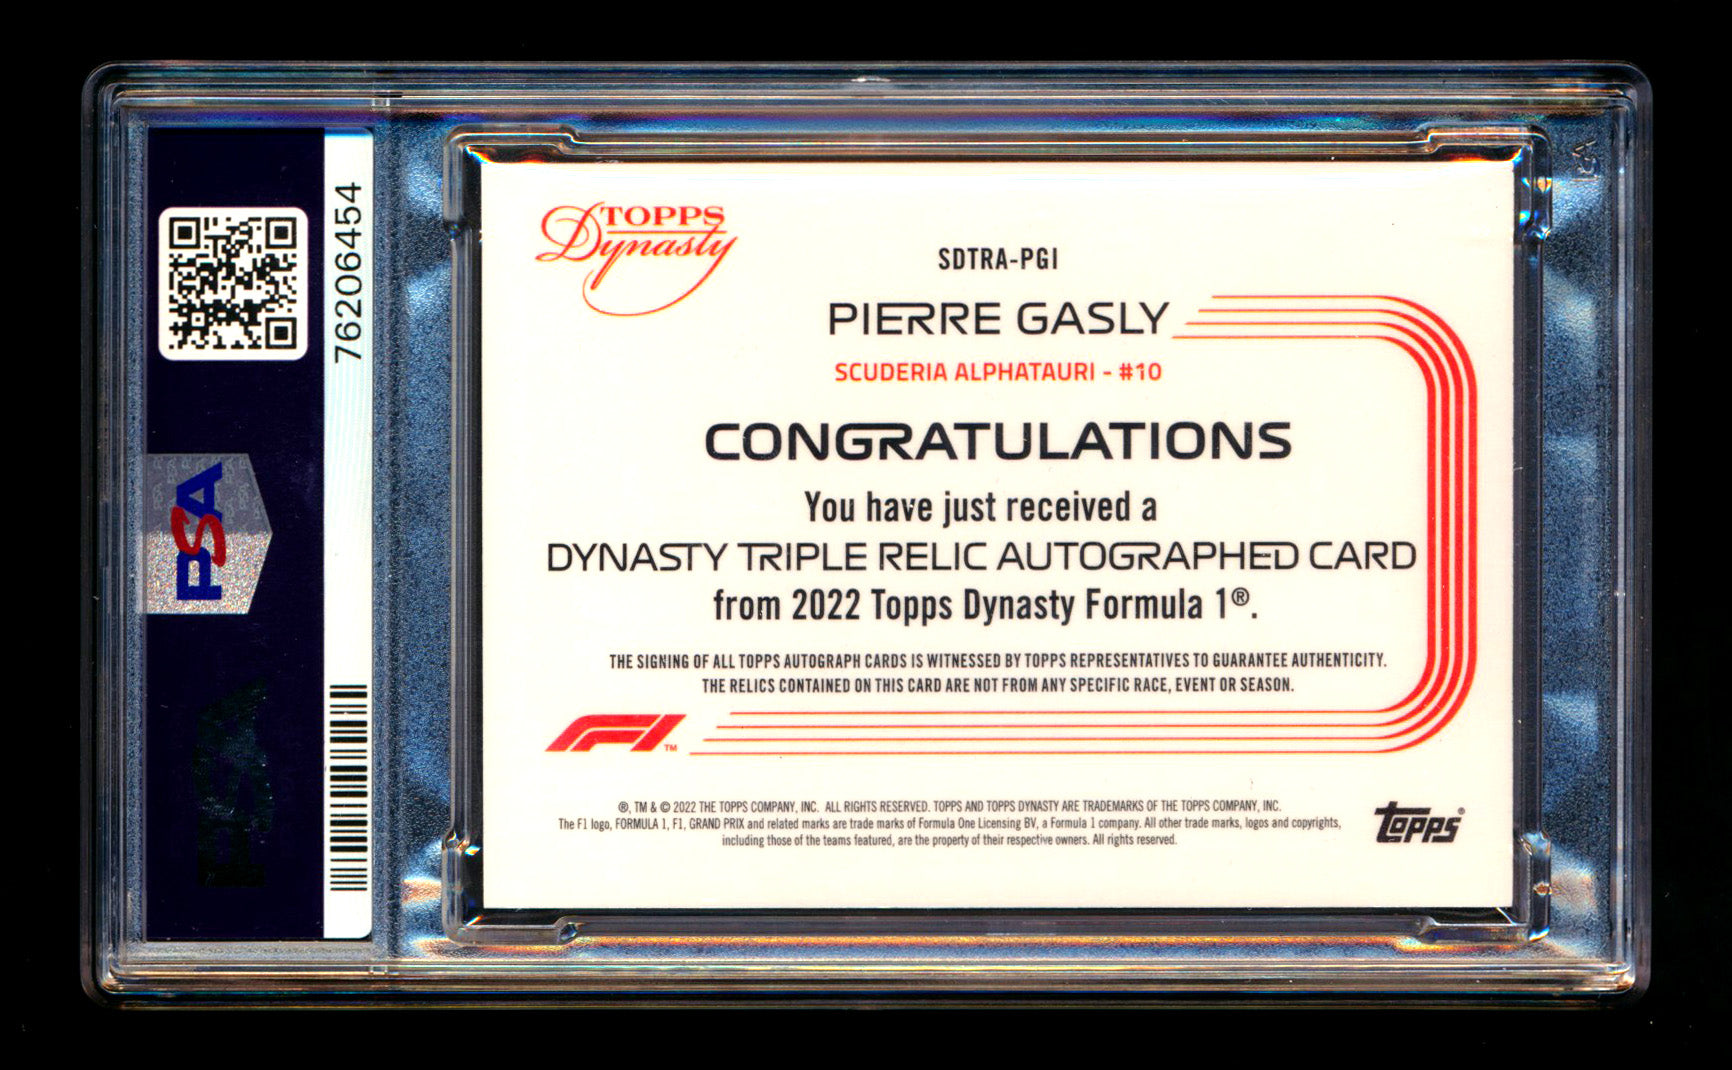 76206454
PSA
PSA
TOPPS
Dynasty
SDTRA-PGI
PIERRE GASLY
SCUDERIA ALPHATAURI - #10
CONGRATULATIONS
You have just received a
DYNASTY TRIPLE RELIC AUTOGRAPHED CARD
from 2022 Topps Dynasty Formula 1®.
THE SIGNING OF ALL TOPPS AUTOGRAPH CARDS IS WITNESSED BY TOPPS REPRESENTATIVES TO GUARANTEE AUTHENTICITY.
THE RELICS CONTAINED ON THIS CARD ARE NOT FROM ANY SPECIFIC RACE, EVENT OR SEASON.
F1™
®, TM & © 2022 THE TOPPS COMPANY, INC. ALL RIGHTS RESERVED. TOPPS AND TOPPS DYNASTY ARE TRADEMARKS OF THE TOPPS COMPANY, INC.
The F1 logo, FORMULA 1, F1, GRAND PRIX and related marks are trade marks of Formula One Licensing BV, a Formula 1 company. All other trade marks, logos and copyrights,
including those of the teams featured, are the property of their respective owners. All rights reserved.
topps®
PSA